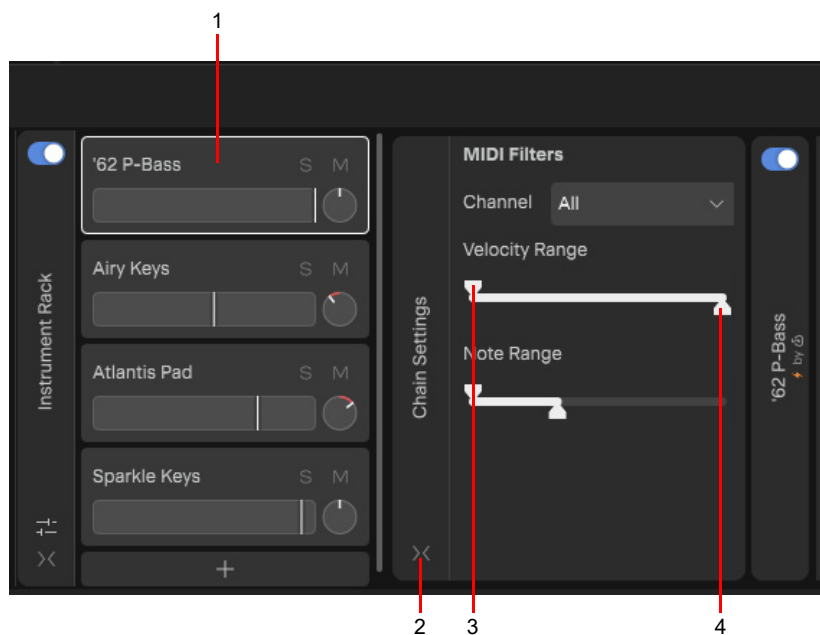 1
Instrument Rack
'62 P-Bass S M
Airy Keys S M
Atlantis Pad S M
Sparkle Keys S M
+
Chain Settings
MIDI Filters
Channel All
Velocity Range
Note Range
'62 P-Bass
by
2 3 4